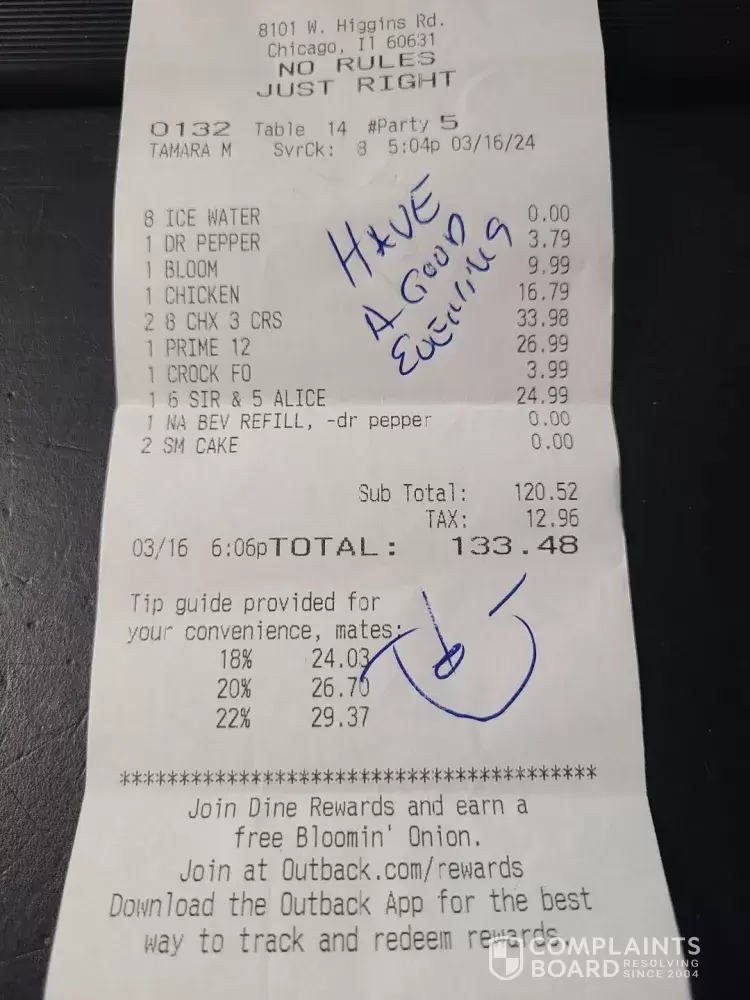 8101 W. Higgins Rd.
Chicago, Il 60631
NO RULES
JUST RIGHT
0132 Table 14 #Party 5
TAMARA M SvrCk: 8 5:04p 03/16/24
HAVE
A GOOD
EVENING
8 ICE WATER 0.00
1 DR PEPPER 3.79
1 BLOOM 9.99
1 CHICKEN 16.79
2 8 CHX 3 CRS 33.98
1 PRIME 12 26.99
1 CROCK FO 3.99
1 6 SIR & 5 ALICE 24.99
1 NA BEV REFILL, -dr pepper 0.00
2 SM CAKE 0.00
Sub Total: 120.52
TAX: 12.96
03/16 6:06pTOTAL: 133.48
Tip guide provided for
your convenience, mates:
18% 24.03
20% 26.70
22% 29.37
*****************************************
Join Dine Rewards and earn a
free Bloomin' Onion.
Join at Outback.com/rewards
Download the Outback App for the best
way to track and redeem rewards.
COMPLAINTS
BOARD RESOLVING
SINCE 2004